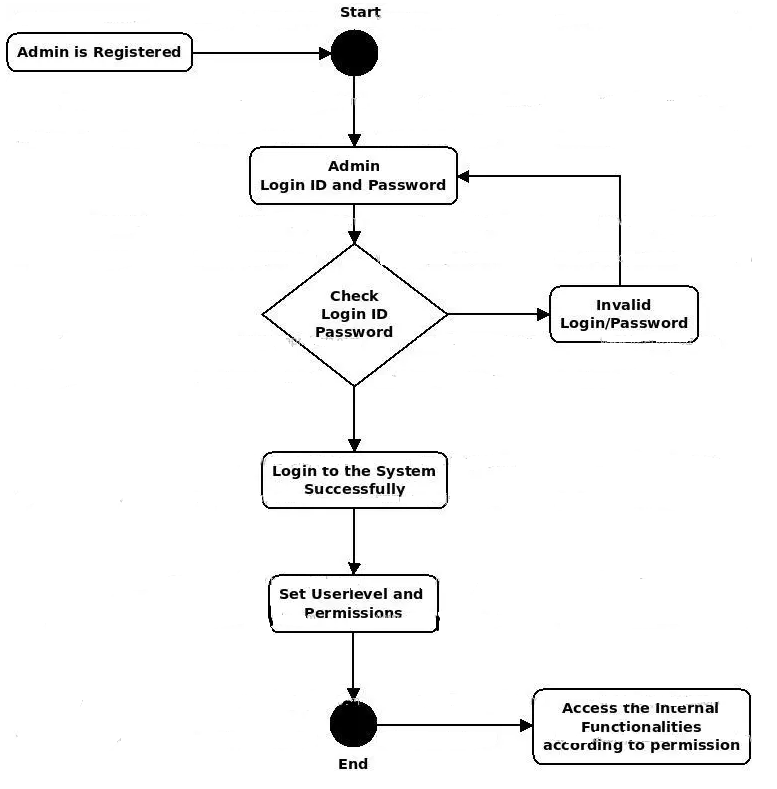 Start
Admin is Registered
Admin
Login ID and Password
Check
Login ID
Password
Invalid
Login/Password
Login to the System
Successfully
Set Userlevel and
Permissions
End
Access the Internal
Functionalities
according to permission